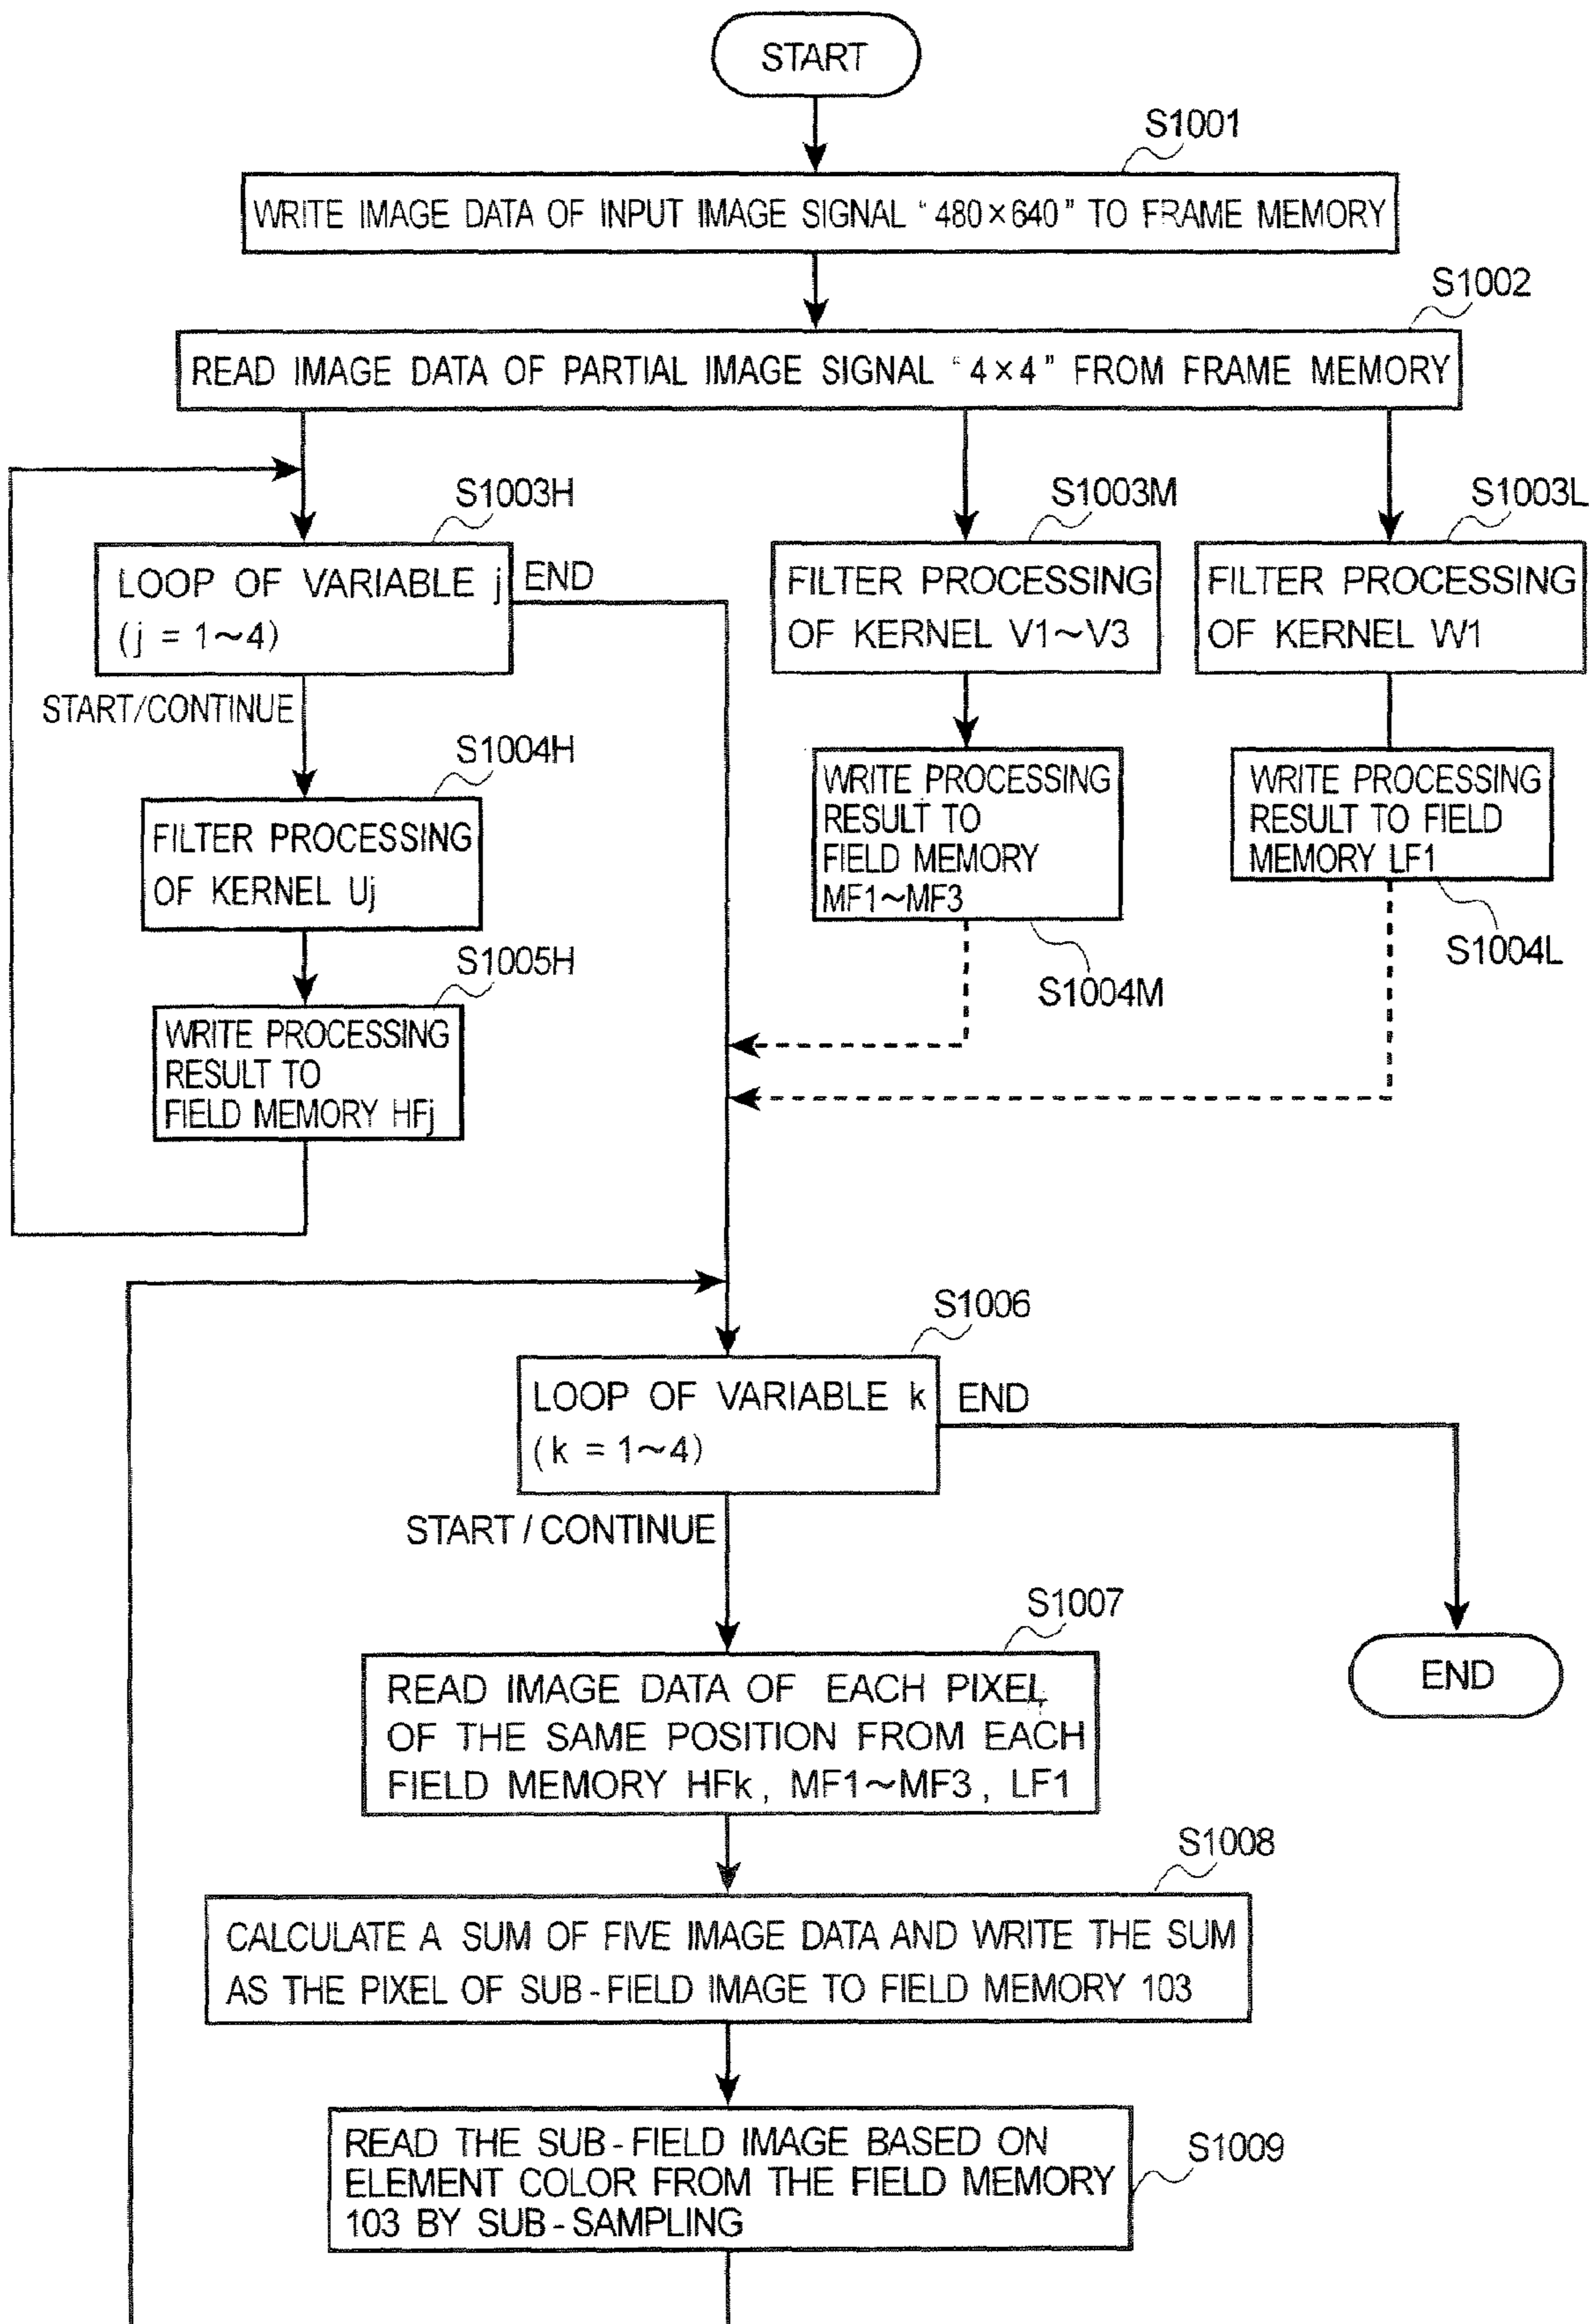 START
S1001
WRITE IMAGE DATA OF INPUT IMAGE SIGNAL “480×640” TO FRAME MEMORY
S1002
READ IMAGE DATA OF PARTIAL IMAGE SIGNAL “4×4” FROM FRAME MEMORY
S1003H
LOOP OF VARIABLE j
(j = 1~4)
END
START/CONTINUE
S1004H
FILTER PROCESSING
OF KERNEL Uj
S1005H
WRITE PROCESSING
RESULT TO
FIELD MEMORY HFj
S1003M
FILTER PROCESSING
OF KERNEL V1~V3
WRITE PROCESSING
RESULT TO
FIELD MEMORY
MF1~MF3
S1004M
S1003L
FILTER PROCESSING
OF KERNEL W1
WRITE PROCESSING
RESULT TO FIELD
MEMORY LF1
S1004L
S1006
LOOP OF VARIABLE k
(k = 1~4)
END
START / CONTINUE
END
S1007
READ IMAGE DATA OF EACH PIXEL
OF THE SAME POSITION FROM EACH
FIELD MEMORY HFk, MF1~MF3, LF1
S1008
CALCULATE A SUM OF FIVE IMAGE DATA AND WRITE THE SUM
AS THE PIXEL OF SUB-FIELD IMAGE TO FIELD MEMORY 103
S1009
READ THE SUB-FIELD IMAGE BASED ON
ELEMENT COLOR FROM THE FIELD MEMORY
103 BY SUB-SAMPLING